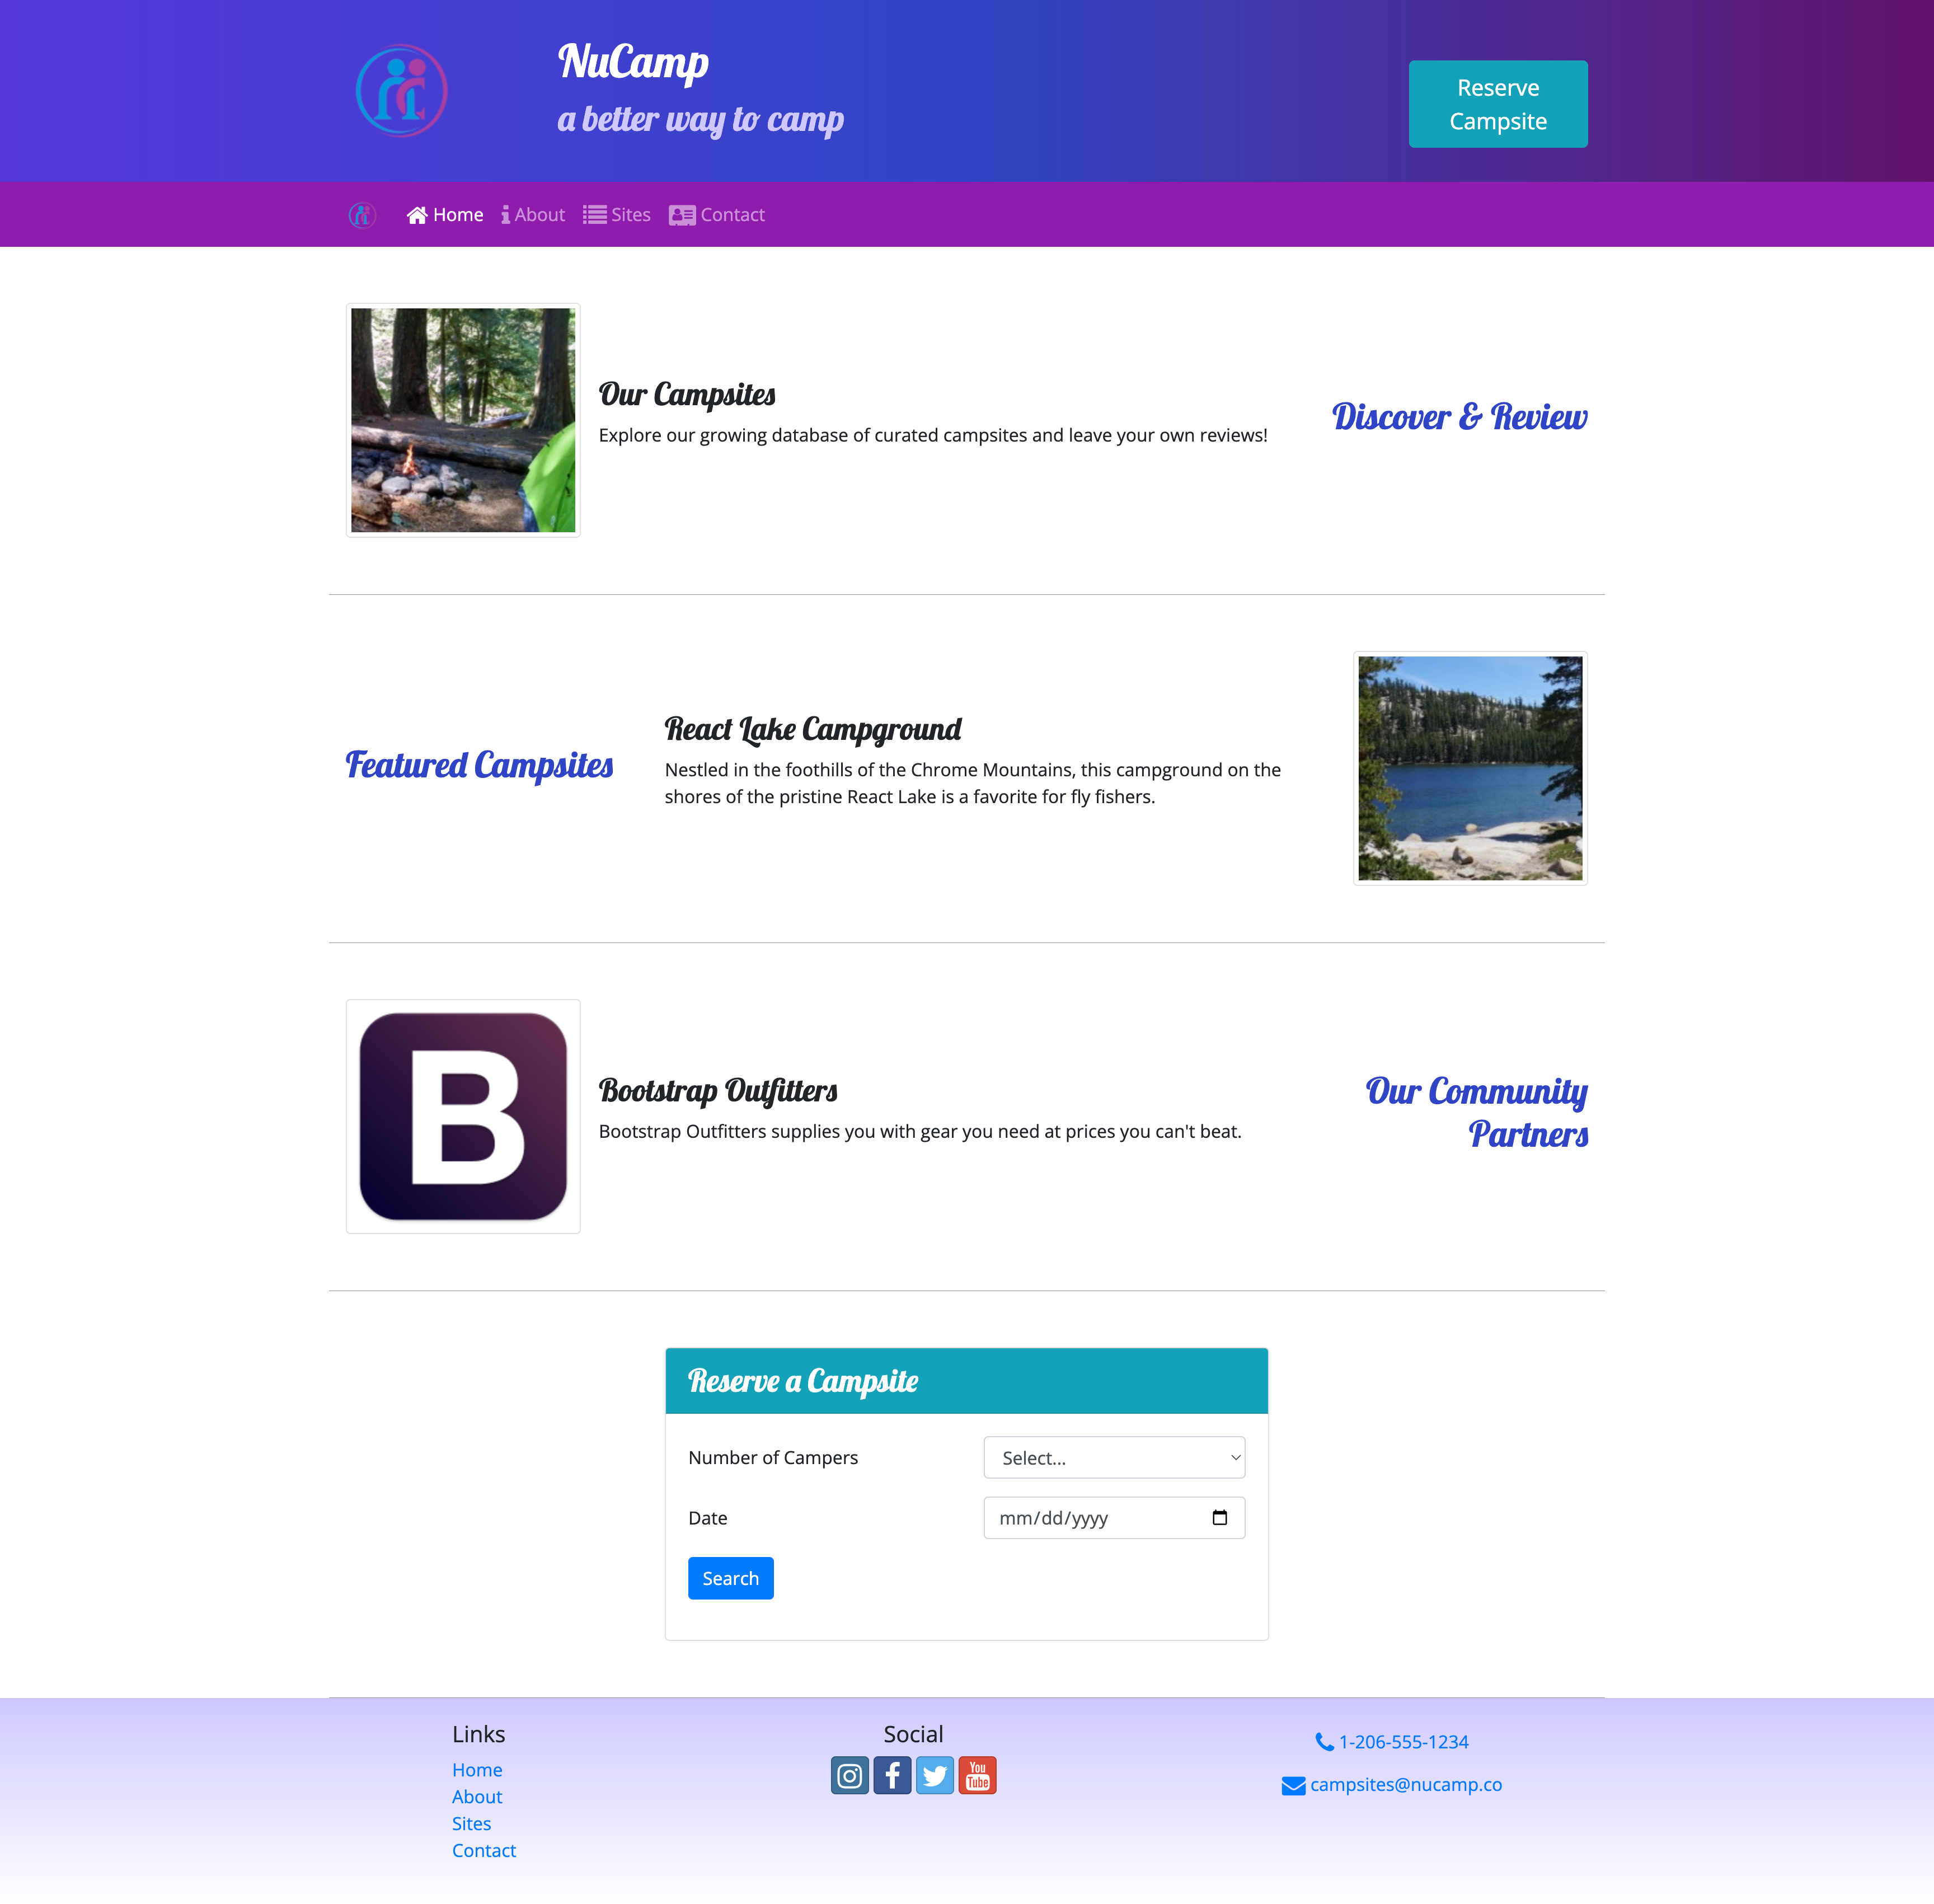 NuCamp
a better way to camp
Reserve
Campsite
Home About Sites Contact
Our Campsites
Explore our growing database of curated campsites and leave your own reviews!
Discover & Review
Featured Campsites
React Lake Campground
Nestled in the foothills of the Chrome Mountains, this campground on the
shores of the pristine React Lake is a favorite for fly fishers.
B
Bootstrap Outfitters
Bootstrap Outfitters supplies you with gear you need at prices you can't beat.
Our Community
Partners
Reserve a Campsite
Number of Campers
Select...
Date
mm/dd/yyyy
Search
Links
Home
About
Sites
Contact
Social
You
Tube
1-206-555-1234
campsites@nucamp.co